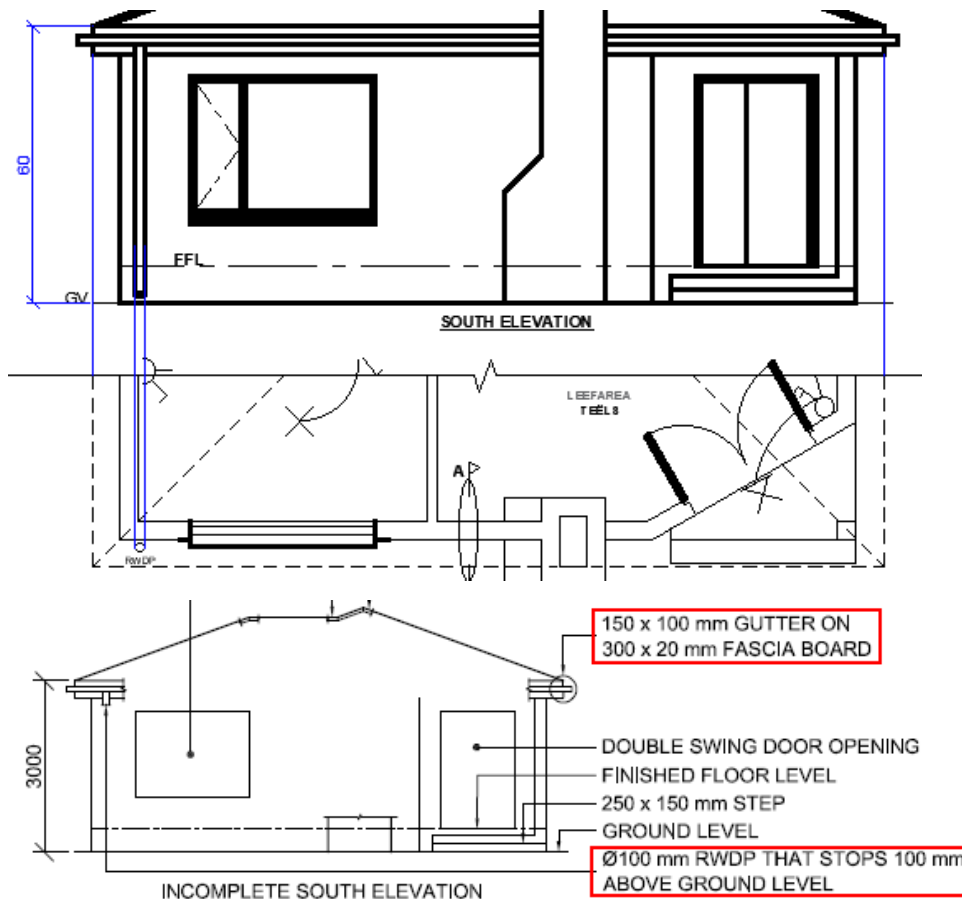 60
FFL
GV
SOUTH ELEVATION
LEEFAREA
TEËLS
A
RWDP
150 x 100 mm GUTTER ON
300 x 20 mm FASCIA BOARD
3000
DOUBLE SWING DOOR OPENING
FINISHED FLOOR LEVEL
250 x 150 mm STEP
GROUND LEVEL
Ø100 mm RWDP THAT STOPS 100 mm
ABOVE GROUND LEVEL
INCOMPLETE SOUTH ELEVATION